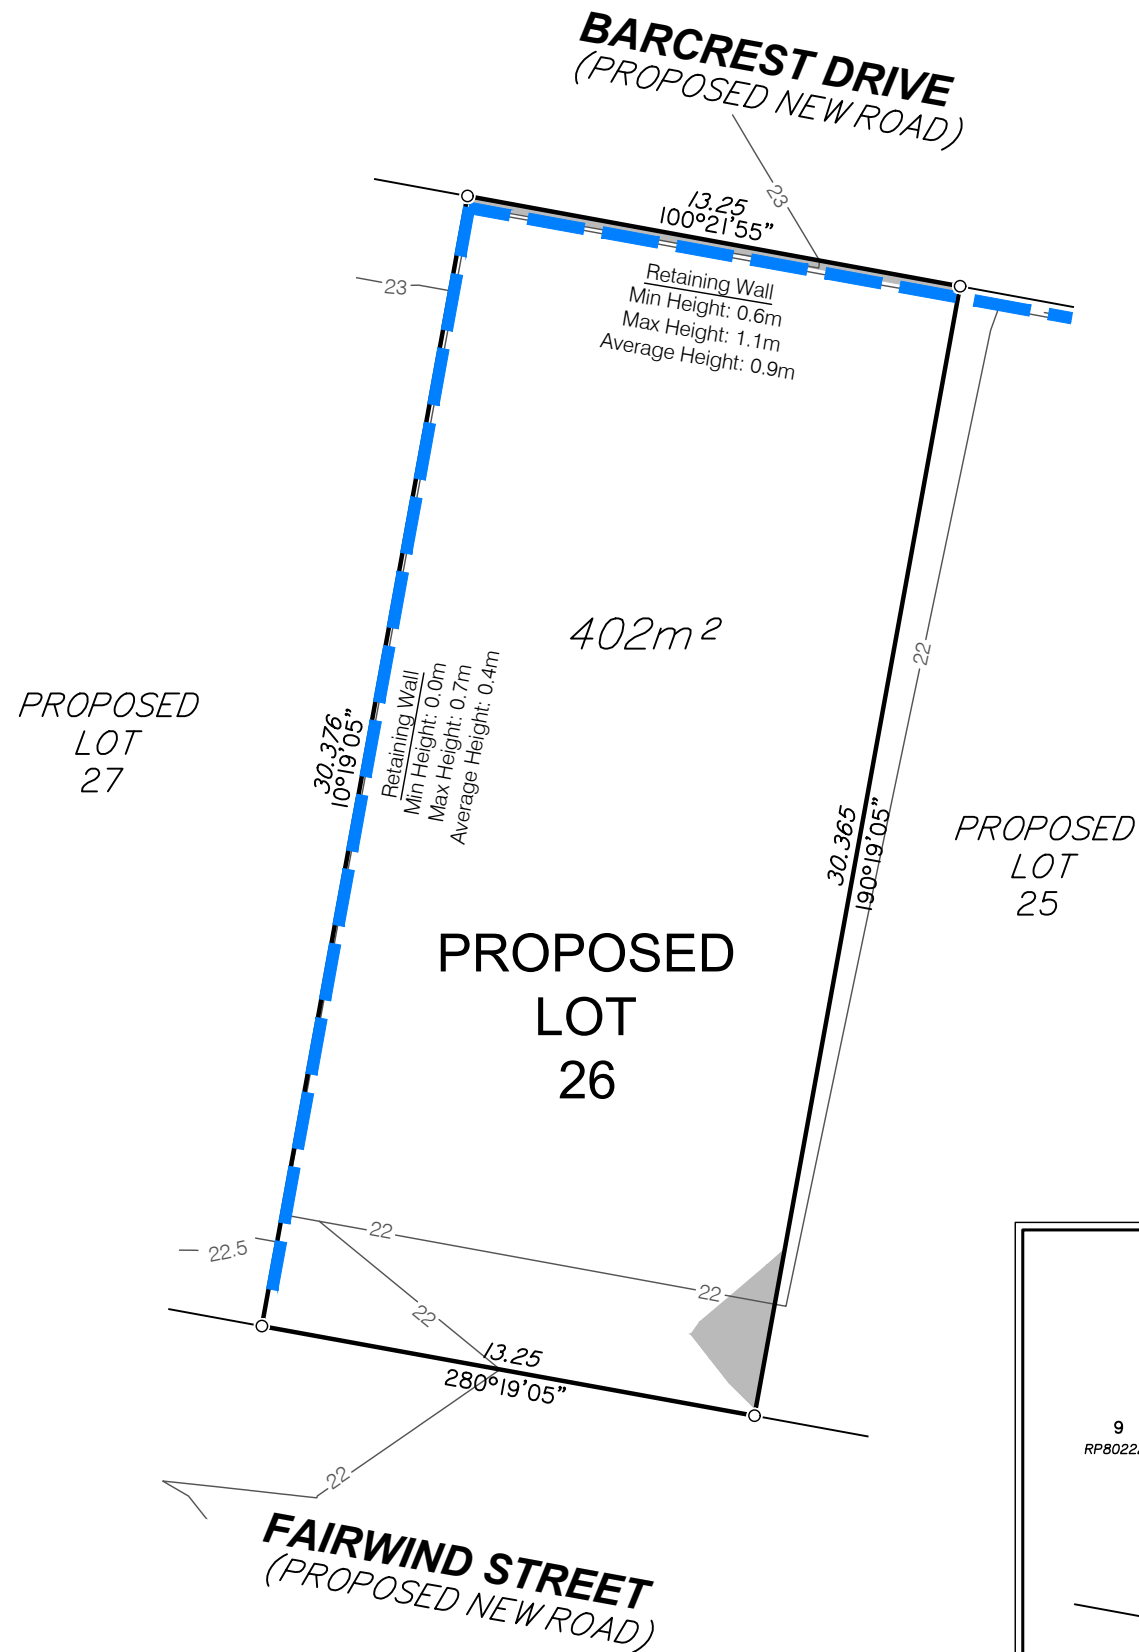 BARCREST DRIVE
(PROPOSED NEW ROAD)
23
13.25
100°21'55"
23
Retaining Wall
Min Height: 0.6m
Max Height: 1.1m
Average Height: 0.9m
402m²
22
Retaining Wall
Min Height: 0.0m
Max Height: 0.7m
Average Height: 0.4m
30.376
10°19'05"
PROPOSED
LOT
27
30.365
190°19'05"
PROPOSED
LOT
25
PROPOSED
LOT
26
22
22.5
22
22
13.25
280°19'05"
9
RP8022
22
FAIRWIND STREET
(PROPOSED NEW ROAD)